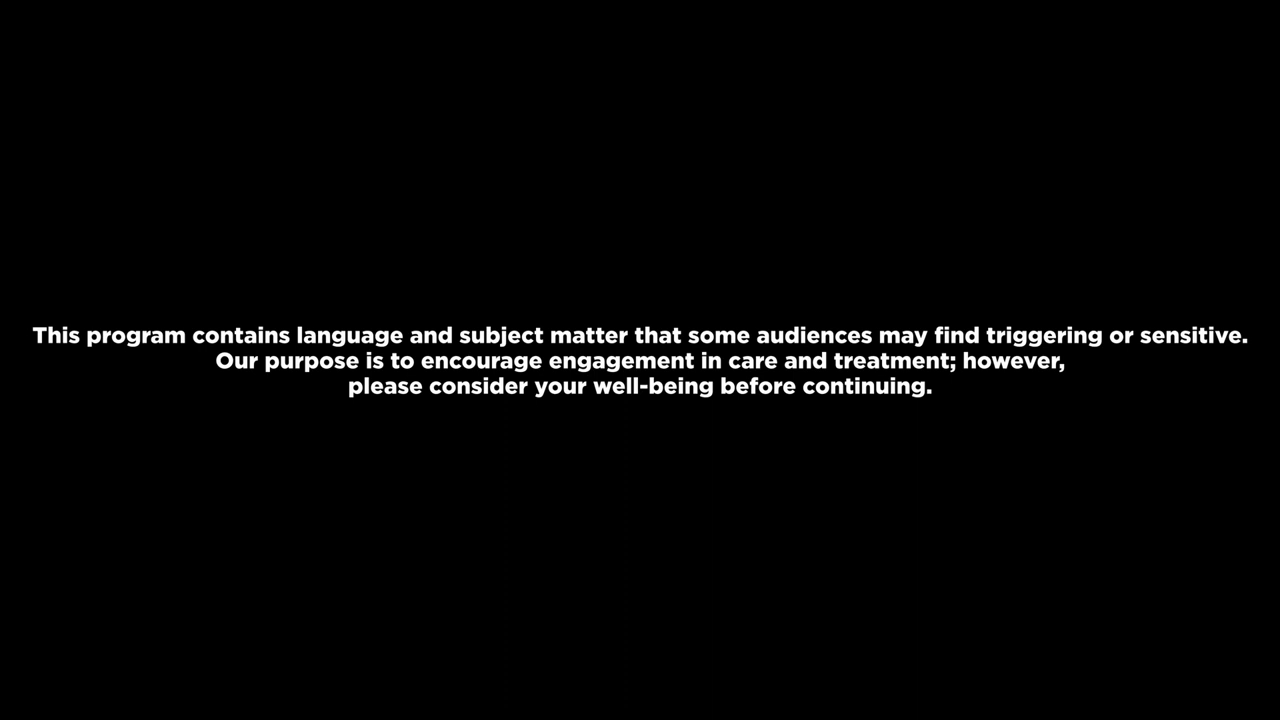 This program contains language and subject matter that some audiences may find triggering or sensitive.
Our purpose is to encourage engagement in care and treatment; however,
please consider your well-being before continuing.